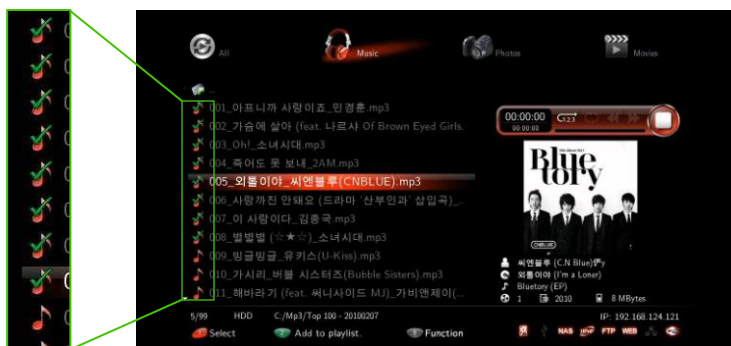 All
Music
Photos
Movies
..
001_아프니까 사랑이죠_민경훈.mp3
002_가슴에 살아 (feat. 나르샤 Of Brown Eyed Girls.
003_Oh!_소녀시대.mp3
004_죽어도 못 보내_2AM.mp3
005_외톨이야_씨엔블루(CNBLUE).mp3
006_사랑까진 안돼요 (드라마 '산부인과' 삽입곡)_..
007_이 사람이다_김종국.mp3
008_별별별 (☆★☆)_소녀시대.mp3
009_빙글빙글_유키스(U-Kiss).mp3
010_가시리_버블 시스터즈(Bubble Sisters).mp3
011_해바라기 (feat. 써니사이드 MJ)_가비앤제이(...
00:00:00
00:00:00
123
Bluetory
CNBLUE
씨엔블루 (C.N Blue)
외톨이야 (I'm a Loner)
Bluetory (EP)
1 2010 8 MBytes
5/99 HDD C:/Mp3/Top 100 - 20100207 IP: 192.168.124.121
Select Add to playlist. Function
NAS UPnP FTP WEB